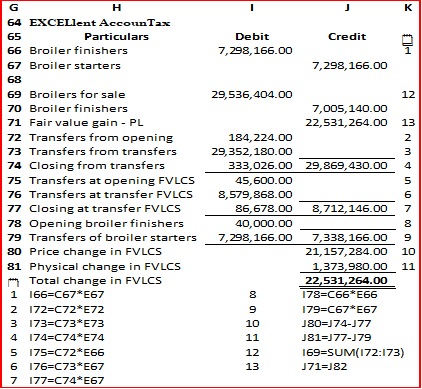 G H I J K
64 EXCELlent AccounTax
65 Particulars Debit Credit
66 Broiler finishers 7,298,166.00 1
67 Broiler starters 7,298,166.00
68
69 Broilers for sale 29,536,404.00 12
70 Broiler finishers 7,005,140.00
71 Fair value gain - PL 22,531,264.00 13
72 Transfers from opening 184,224.00 2
73 Transfers from transfers 29,352,180.00 3
74 Closing from transfers 333,026.00 29,869,430.00 4
75 Transfers at opening FVLCS 45,600.00 5
76 Transfers at transfer FVLCS 8,579,868.00 6
77 Closing at transfer FVLCS 86,678.00 8,712,146.00 7
78 Opening broiler finishers 40,000.00 8
79 Transfers of broiler starters 7,298,166.00 7,338,166.00 9
80 Price change in FVLCS 21,157,284.00 10
81 Physical change in FVLCS 1,373,980.00 11
Total change in FVLCS 22,531,264.00
1 I66=C67*E67 8 I78=C66*E66
2 I72=C72*E72 9 I79=C67*E67
3 I73=C73*E73 10 J80=J74-J77
4 I74=C74*E74 11 J81=J77-J79
5 I75=C72*E66 12 I69=SUM(I72:I73)
6 I76=C73*E67 13 J71=J82
7 I77=C74*E67